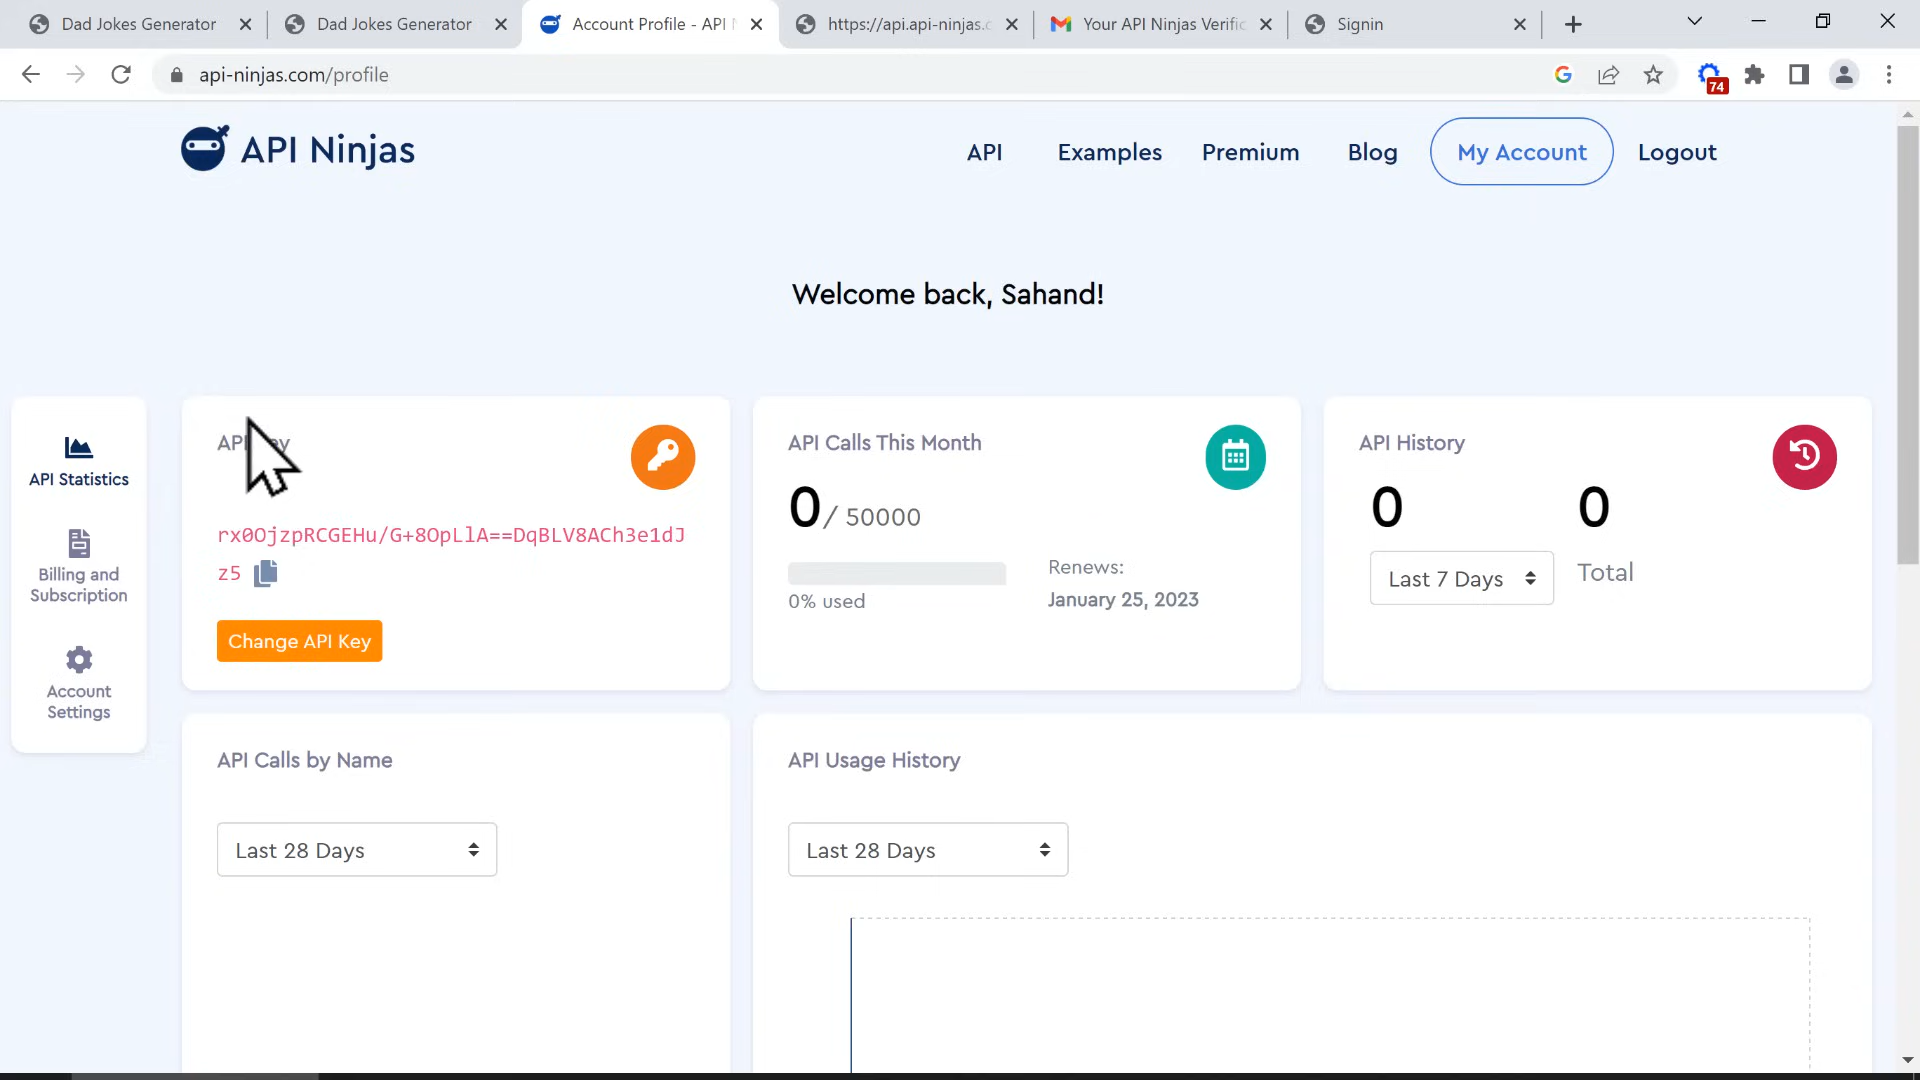 Dad Jokes Generator
Dad Jokes Generator
Account Profile - API
https://api.api-ninjas.c
Your API Ninjas Verific
Signin
api-ninjas.com/profile
74
API Ninjas
API
Examples
Premium
Blog
My Account
Logout
Welcome back, Sahand!
API Statistics
Billing and
Subscription
Account
Settings
API Key
rx0OjzpRCGEHu/G+8OpLlA==DqBLV8ACh3e1dJ
z5
Change API Key
API Calls This Month
0 / 50000
0% used
Renews:
January 25, 2023
API History
0
Last 7 Days
0
Total
API Calls by Name
Last 28 Days
API Usage History
Last 28 Days